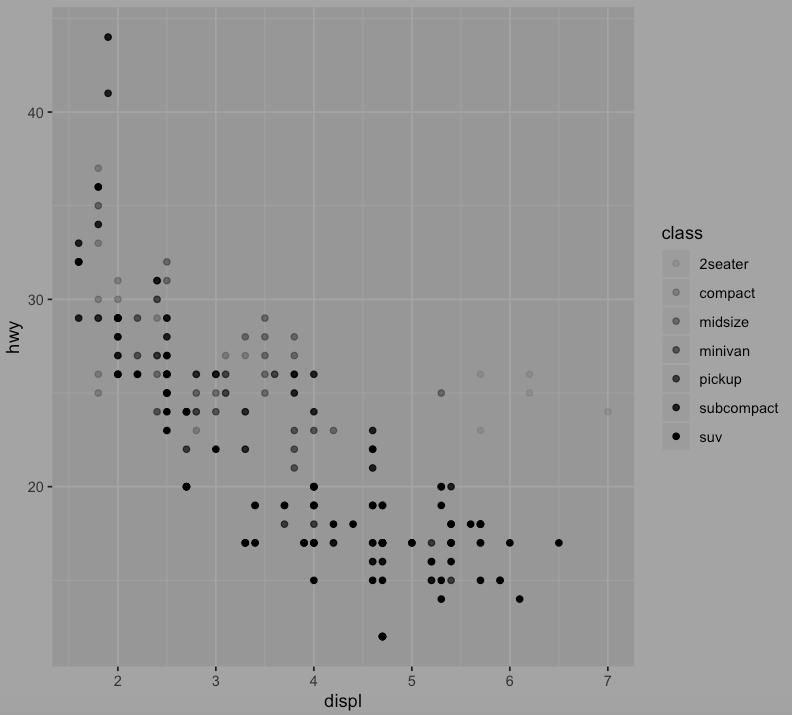 40
30
20
hwy
2 3 4 5 6 7
displ
class
2seater
compact
midsize
minivan
pickup
subcompact
suv